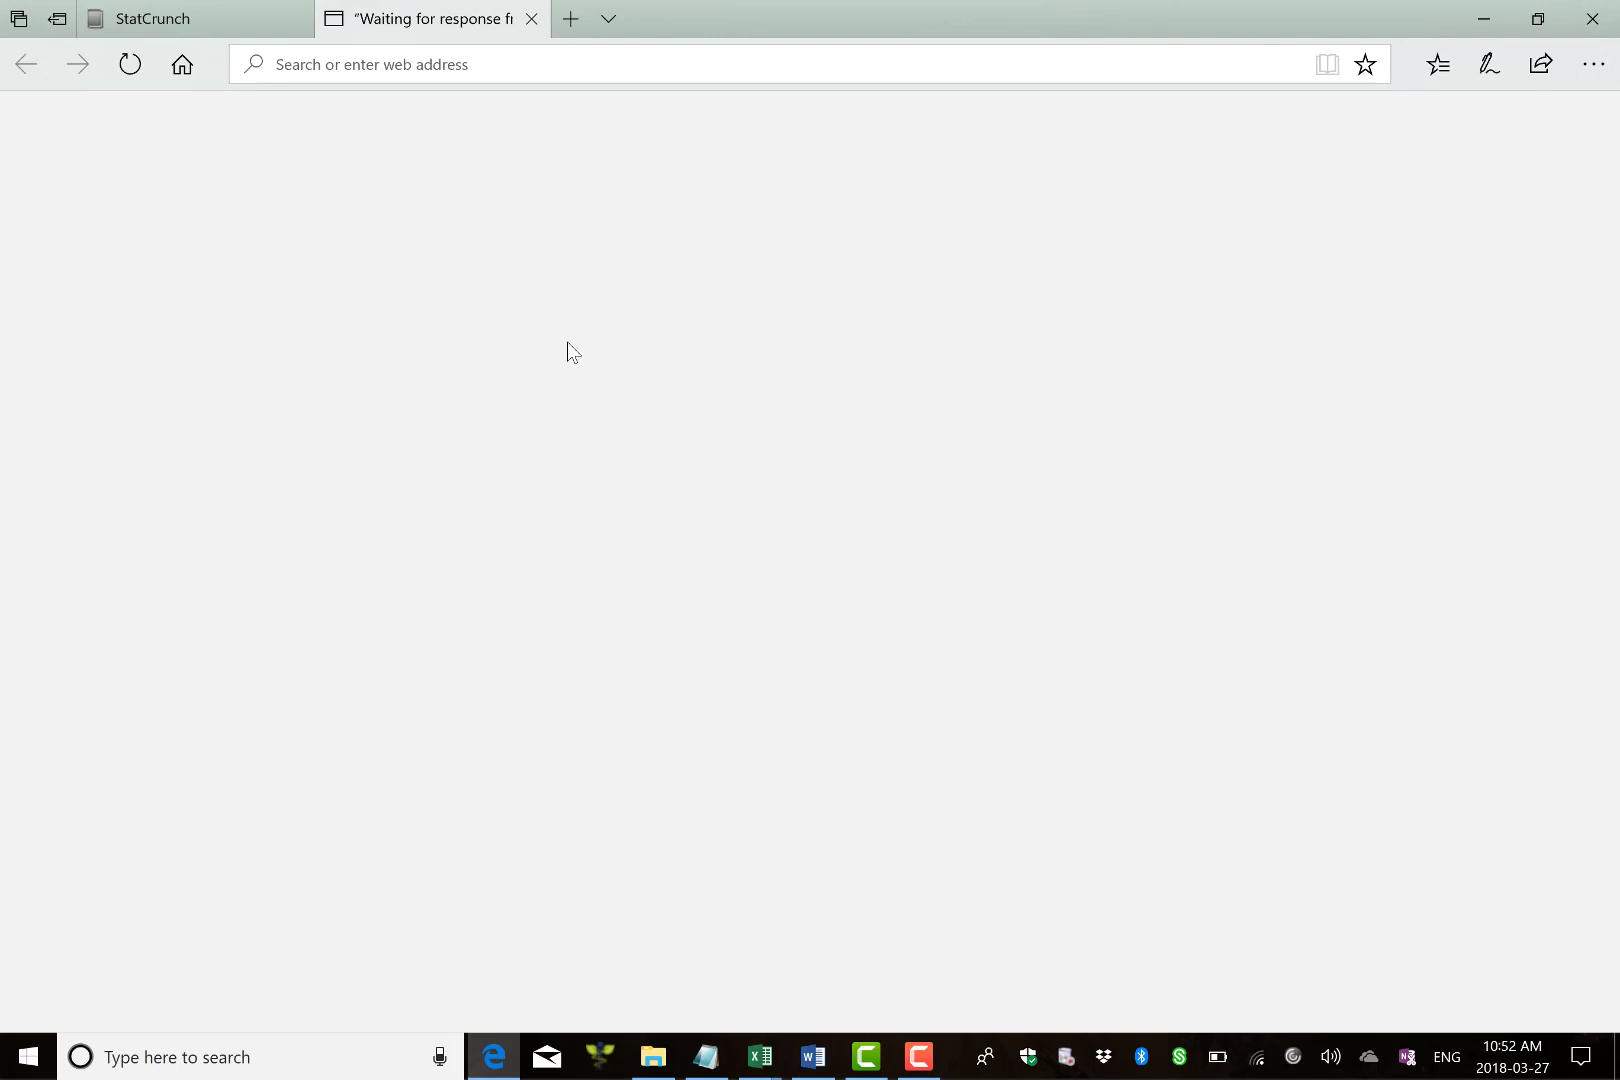 StatCrunch
"Waiting for response fr
Search or enter web address
Type here to search
ENG
10:52 AM
2018-03-27